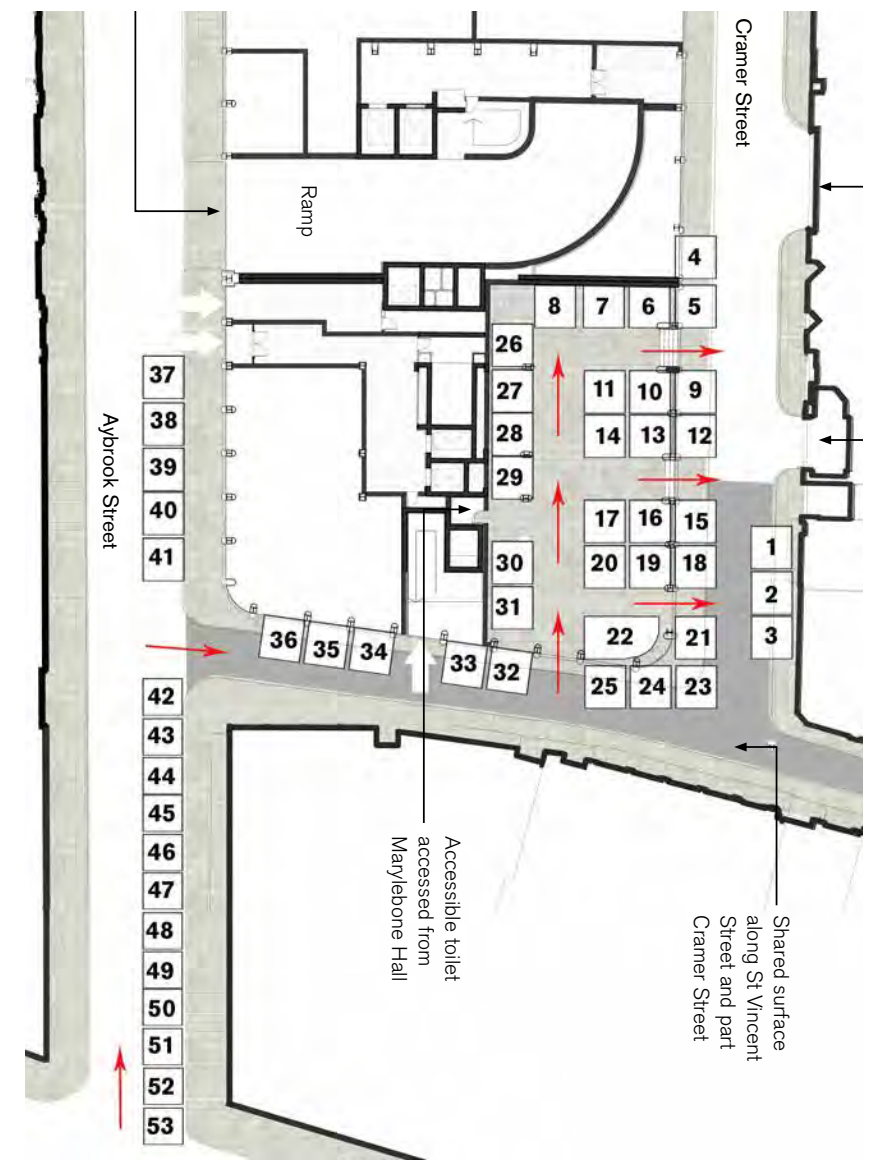 Cramer Street
Ramp
4
8 7 6 5
26
37
27 11 10 9
38
28 14 13 12
39
29
40
17 16 15
1
41
30 20 19 18
2
31
22 21 3
36 35 34 33 32
42
25 24 23
43
44
45
46
47
48
49
50
51
52
53
Aybrook Street
Accessible toilet
accessed from
Marylebone Hall
Shared surface
along St Vincent
Street and part
Cramer Street